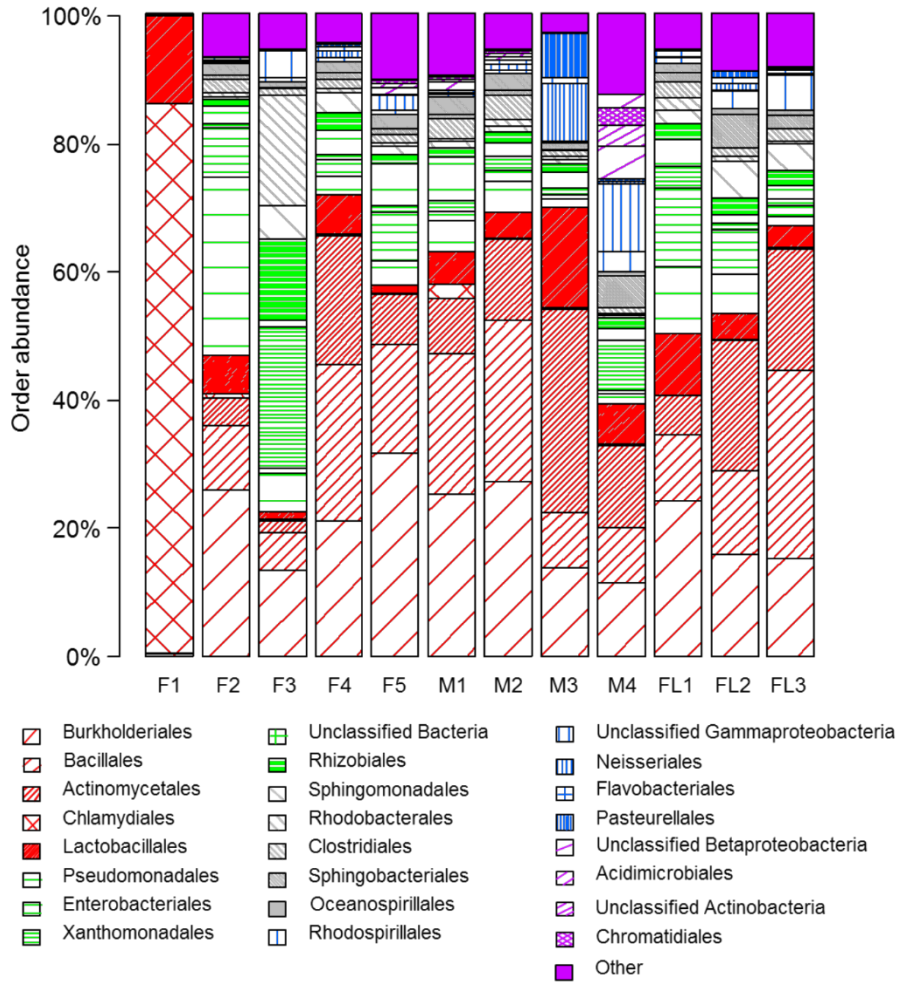 100%
80%
60%
40%
20%
0%
Order abundance
F1 F2 F3 F4 F5 M1 M2 M3 M4 FL1 FL2 FL3
Burkholderiales
Bacillales
Actinomycetales
Chlamydiales
Lactobacillales
Pseudomonadales
Enterobacteriales
Xanthomonadales
Unclassified Bacteria
Rhizobiales
Sphingomonadales
Rhodobacterales
Clostridiales
Sphingobacteriales
Oceanospirillales
Rhodospirillales
Unclassified Gammaproteobacteria
Neisseriales
Flavobacteriales
Pasteurellales
Unclassified Betaproteobacteria
Acidimicrobiales
Unclassified Actinobacteria
Chromatidiales
Other